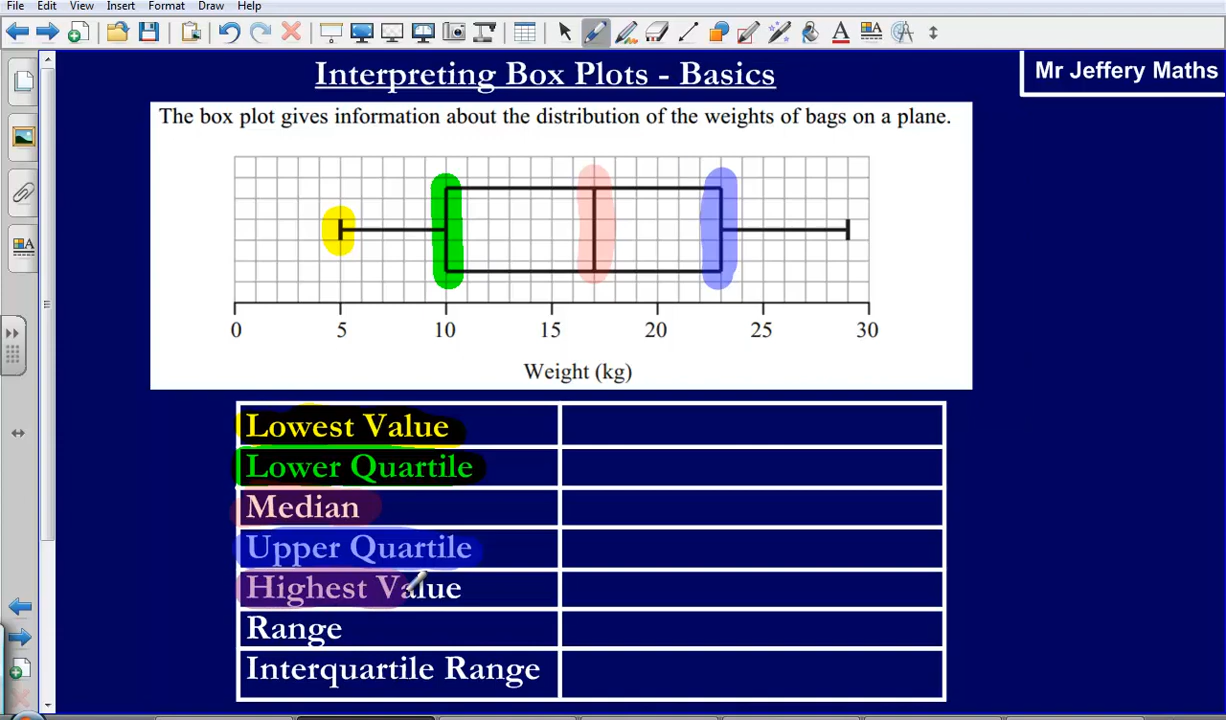 File Edit View Insert Format Draw Help
Interpreting Box Plots - Basics
Mr Jeffery Maths
The box plot gives information about the distribution of the weights of bags on a plane.
0 5 10 15 20 25 30
Weight (kg)
Lowest Value
Lower Quartile
Median
Upper Quartile
Highest Value
Range
Interquartile Range